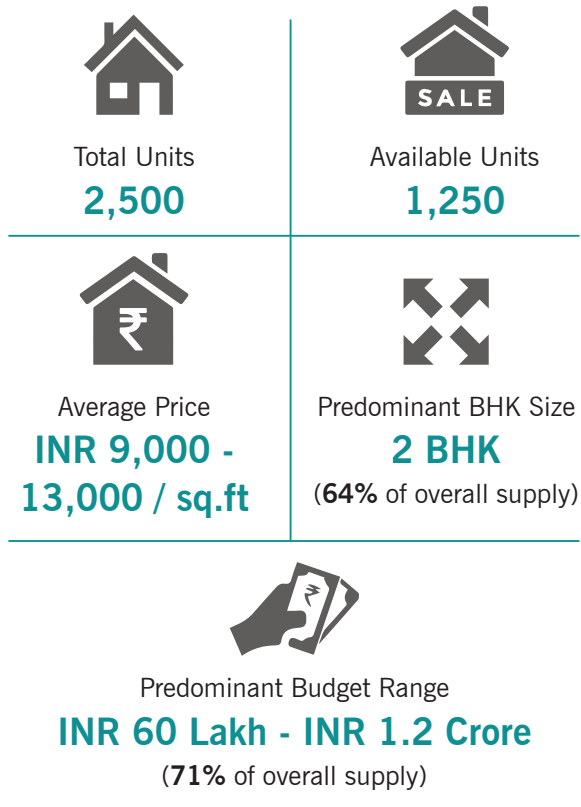 SALE
Total Units
2,500
Available Units
1,250
₹
Average Price
INR 9,000 -
13,000 / sq.ft
Predominant BHK Size
2 BHK
(64% of overall supply)
₹
Predominant Budget Range
INR 60 Lakh - INR 1.2 Crore
(71% of overall supply)